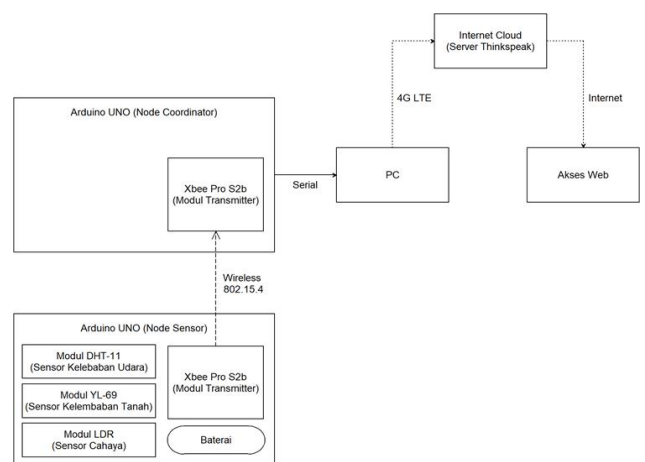 Internet Cloud
(Server Thinkspeak)
4G LTE
Internet
Arduino UNO (Node Coordinator)
Xbee Pro S2b
(Modul Transmitter)
Serial
PC
Akses Web
Wireless
802.15.4
Arduino UNO (Node Sensor)
Modul DHT-11
(Sensor Kelebaban Udara)
Xbee Pro S2b
(Modul Transmitter)
Modul YL-69
(Sensor Kelembaban Tanah)
Modul LDR
(Sensor Cahaya)
Baterai